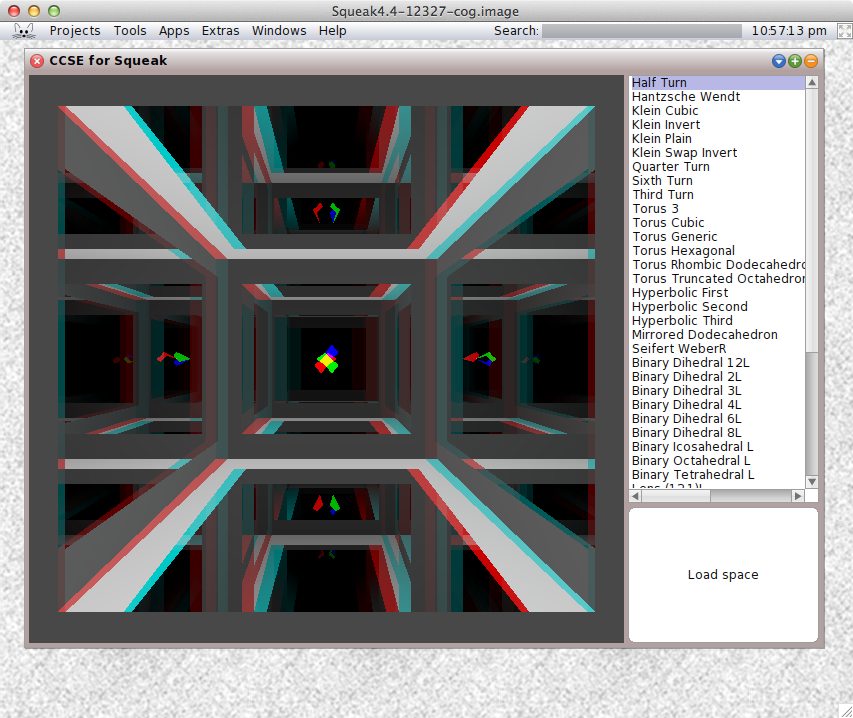 Squeak4.4-12327-cog.image
Projects Tools Apps Extras Windows Help Search: 10:57:13 pm
CCSE for Squeak
Half Turn
Hantzsche Wendt
Klein Cubic
Klein Invert
Klein Plain
Klein Swap Invert
Quarter Turn
Sixth Turn
Third Turn
Torus 3
Torus Cubic
Torus Generic
Torus Hexagonal
Torus Rhombic Dodecahedro
Torus Truncated Octahedror
Hyperbolic First
Hyperbolic Second
Hyperbolic Third
Mirrored Dodecahedron
Seifert WeberR
Binary Dihedral 12L
Binary Dihedral 2L
Binary Dihedral 3L
Binary Dihedral 4L
Binary Dihedral 6L
Binary Dihedral 8L
Binary Icosahedral L
Binary Octahedral L
Binary Tetrahedral L
Load space